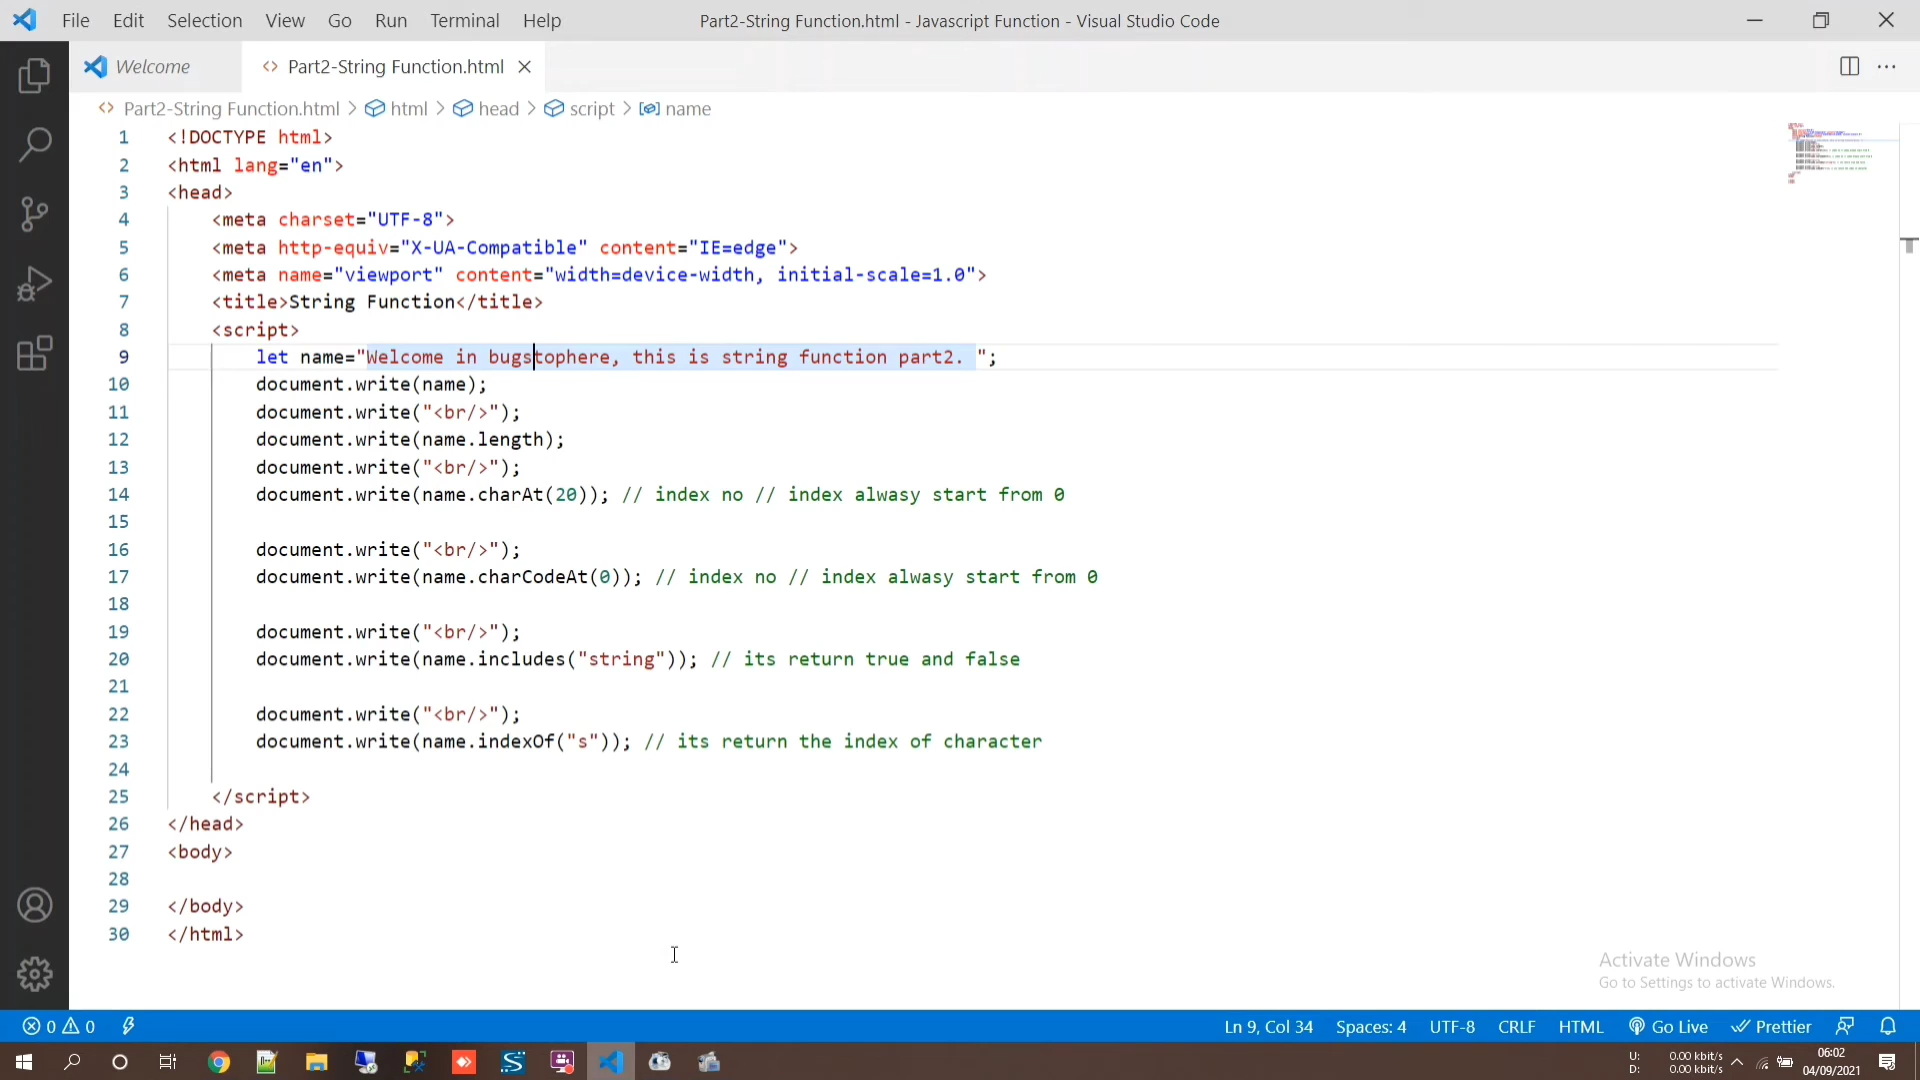 File Edit Selection View Go Run Terminal Help Part2-String Function.html - Javascript Function - Visual Studio Code
Welcome Part2-String Function.html
Part2-String Function.html > html > head > script > name
1 <!DOCTYPE html>
2 <html lang="en">
3 <head>
4 <meta charset="UTF-8">
5 <meta http-equiv="X-UA-Compatible" content="IE=edge">
6 <meta name="viewport" content="width=device-width, initial-scale=1.0">
7 <title>String Function</title>
8 <script>
9 let name="Welcome in bugstophere, this is string function part2. ";
10 document.write(name);
11 document.write("<br/>");
12 document.write(name.length);
13 document.write("<br/>");
14 document.write(name.charAt(20)); // index no // index alwasy start from 0
15
16 document.write("<br/>");
17 document.write(name.charCodeAt(0)); // index no // index alwasy start from 0
18
19 document.write("<br/>");
20 document.write(name.includes("string")); // its return true and false
21
22 document.write("<br/>");
23 document.write(name.indexOf("s")); // its return the index of character
24
25 </script>
26 </head>
27 <body>
28
29 </body>
30 </html>
Activate Windows
Go to Settings to activate Windows.
0 0 Ln 9, Col 34 Spaces: 4 UTF-8 CRLF HTML Go Live Prettier
U: 0.00 kbit/s
D: 0.00 kbit/s
06:02
04/09/2021